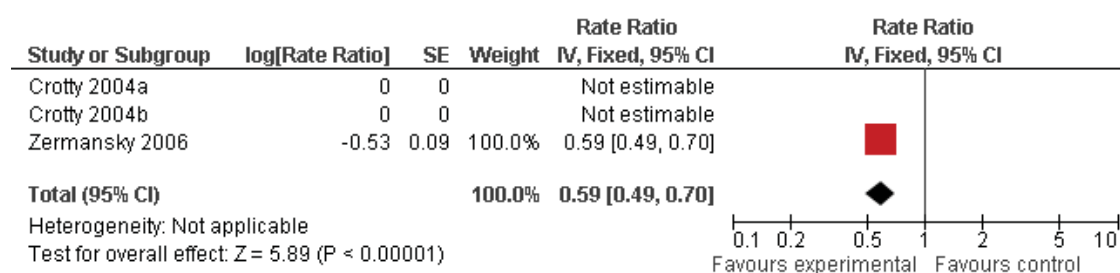 Rate Ratio Rate Ratio
Study or Subgroup log[Rate Ratio] SE Weight IV, Fixed, 95% CI IV, Fixed, 95% CI
Crotty 2004a 0 0 Not estimable
Crotty 2004b 0 0 Not estimable
Zermansky 2006 -0.53 0.09 100.0% 0.59 [0.49, 0.70]
Total (95% CI) 100.0% 0.59 [0.49, 0.70]
Heterogeneity: Not applicable
Test for overall effect: Z = 5.89 (P < 0.00001)
0.1 0.2 0.5 1 2 5 10
Favours experimental Favours control